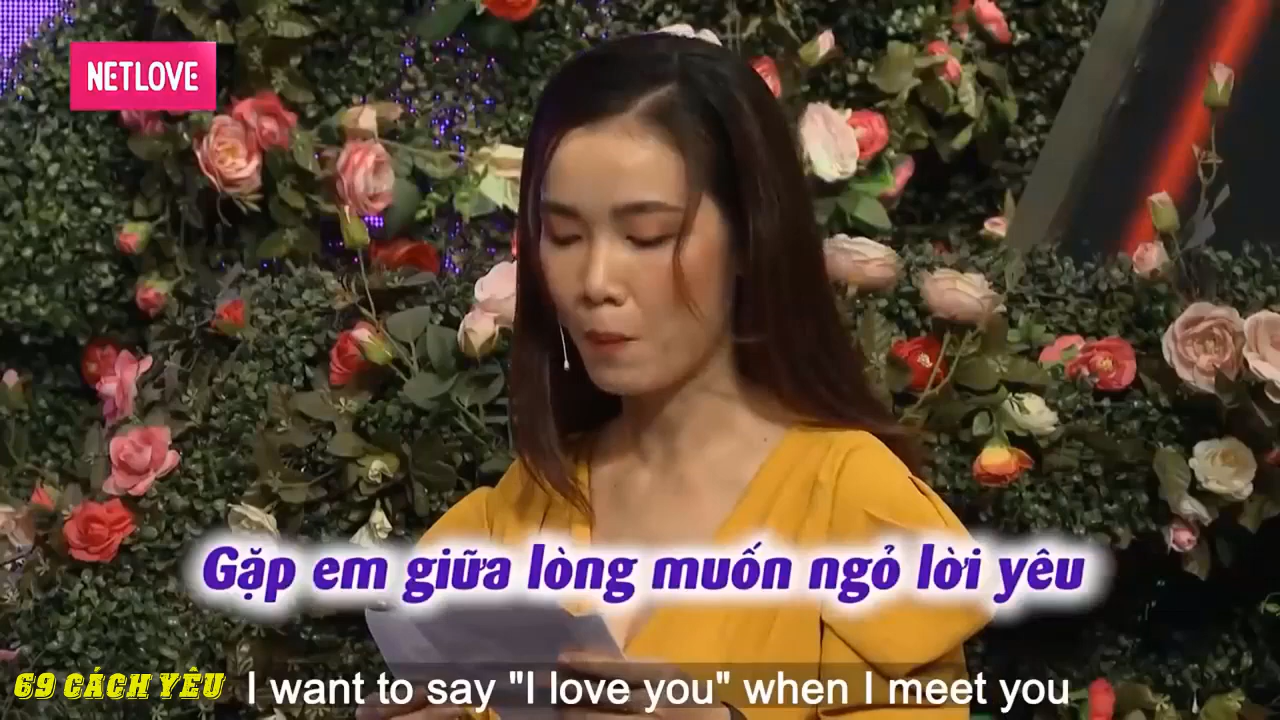 NETLOVE
Gặp em giữa lòng muốn ngỏ lời yêu
69 CÁCH YÊU
I want to say "I love you" when I meet you